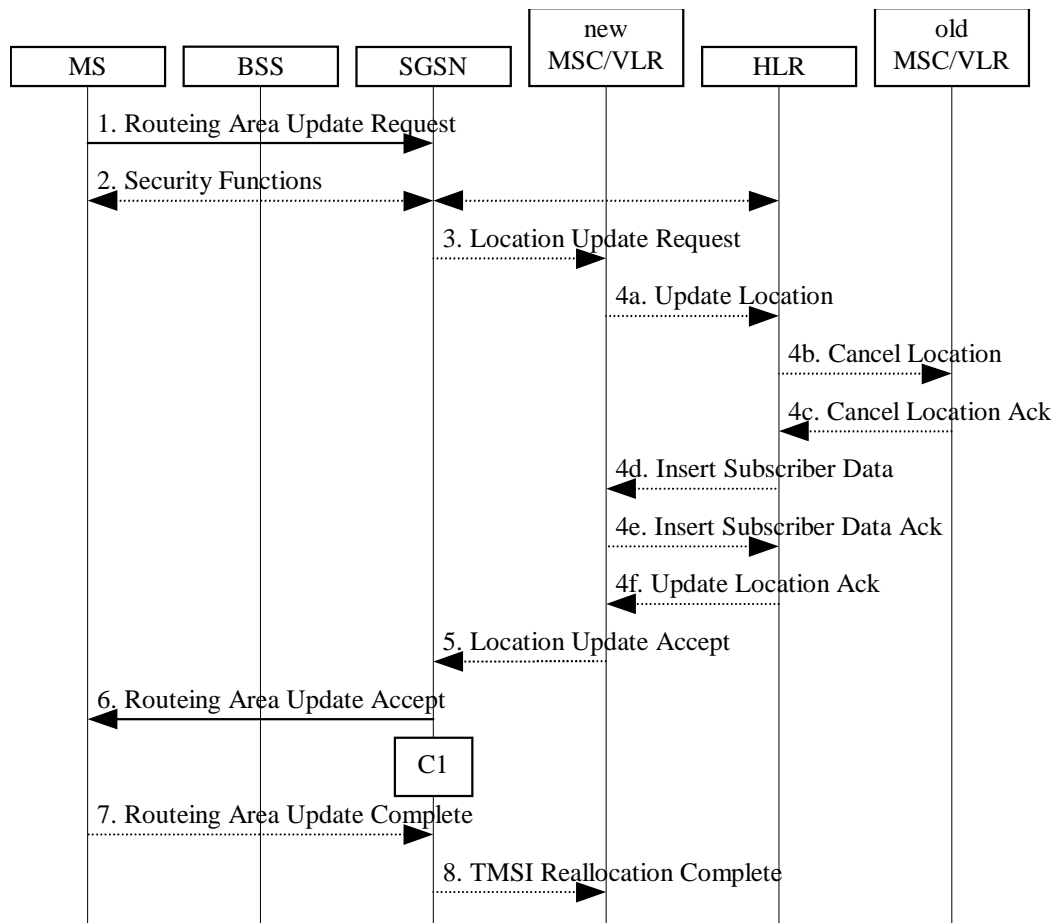 new
MSC/VLR
old
MSC/VLR
MS
BSS
SGSN
HLR
1. Routeing Area Update Request
2. Security Functions
3. Location Update Request
4a. Update Location
4b. Cancel Location
4c. Cancel Location Ack
4d. Insert Subscriber Data
4e. Insert Subscriber Data Ack
4f. Update Location Ack
5. Location Update Accept
6. Routeing Area Update Accept
C1
7. Routeing Area Update Complete
8. TMSI Reallocation Complete